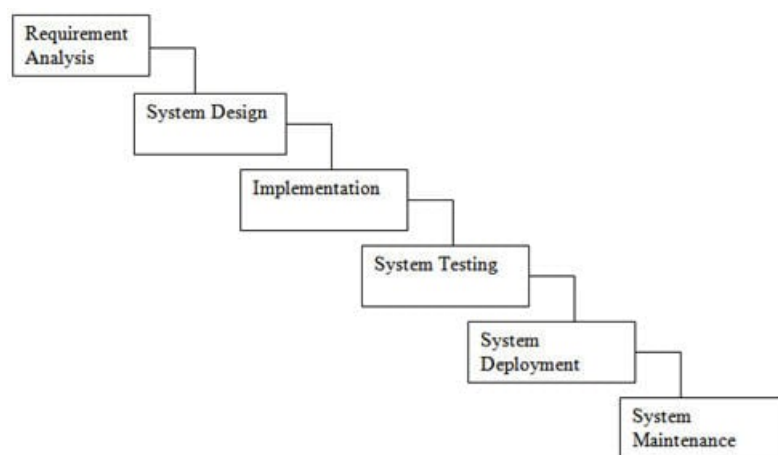 Requirement
Analysis
System Design
Implementation
System Testing
System
Deployment
System
Maintenance